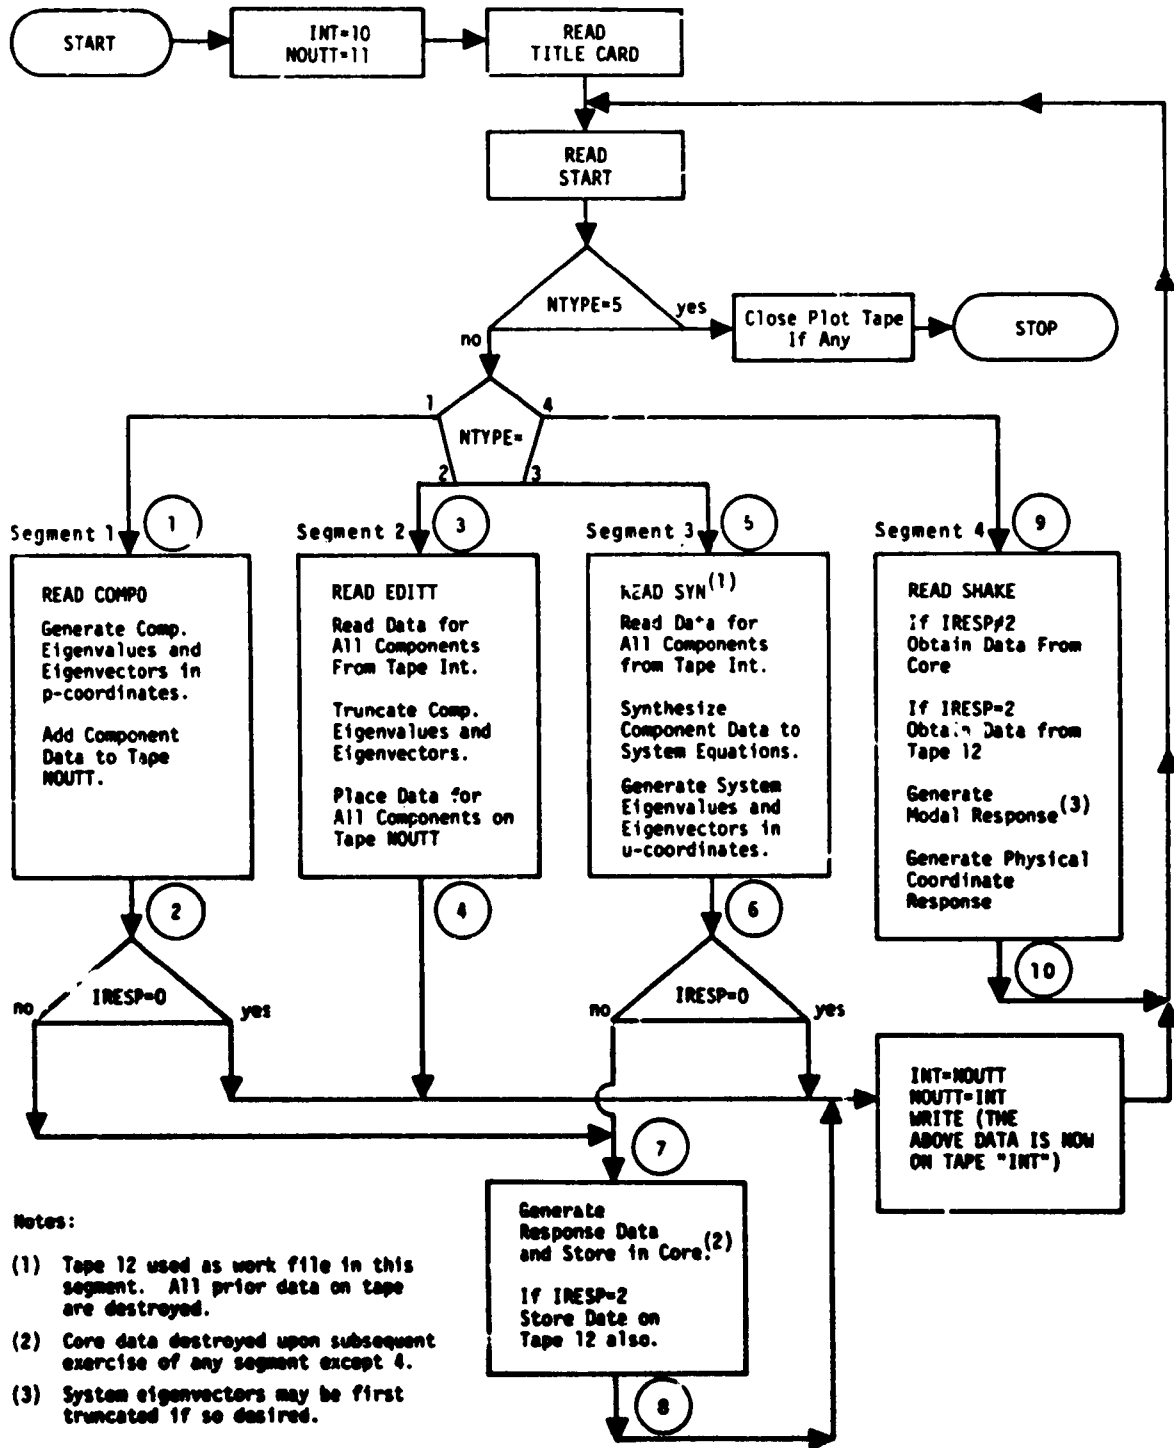 START
INT=10
NOUTT=11
READ
TITLE CARD
READ
START
NTYPE=5
yes
no
Close Plot Tape
If Any
STOP
1
4
NTYPE=
2
3
Segment 1
1
Segment 2
3
Segment 3
5
Segment 4
9
READ COMPO
Generate Comp.
Eigenvalues and
Eigenvectors in
p-coordinates.
Add Component
Data to Tape
NOUTT.
READ EDITT
Read Data for
All Components
From Tape Int.
Truncate Comp.
Eigenvalues and
Eigenvectors.
Place Data for
All Components on
Tape NOUTT
READ SYN(1)
Read Data for
All Components
from Tape Int.
Synthesize
Component Data to
System Equations.
Generate System
Eigenvalues and
Eigenvectors in
u-coordinates.
READ SHAKE
If IRESP≠2
Obtain Data From
Core
If IRESP=2
Obtain Data from
Tape 12
Generate
Modal Response(3)
Generate Physical
Coordinate
Response
2
4
6
10
IRESP=0
no
yes
IRESP=0
no
yes
INT=NOUTT
NOUTT=INT
WRITE (THE
ABOVE DATA IS NOW
ON TAPE "INT")
7
Generate
Response Data
and Store in Core.(2)
If IRESP=2
Store Date on
Tape 12 also.
8
Notes:
(1) Tape 12 used as work file in this
segment. All prior data on tape
are destroyed.
(2) Core data destroyed upon subsequent
exercise of any segment except 4.
(3) System eigenvectors may be first
truncated if so desired.